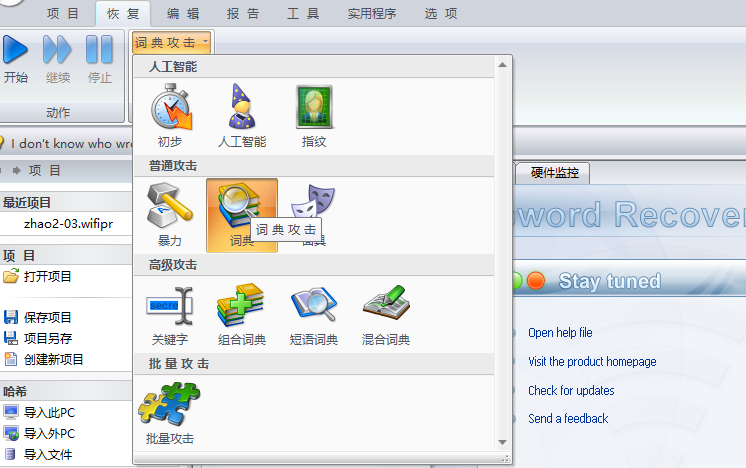 项 目 恢 复 编 辑 报 告 工 具 实用程序 选 项
开始 继续 停止
动作
词 典 攻 击
人工智能
初步 人工智能 指纹
普通攻击
暴力 词典
词 典 攻 击
高级攻击
关键字 组合词典 短语词典 混合词典
批 量 攻 击
批量攻击
I don't know who
项 目
最近项目
zhao2-03.wifipr
项 目
打开项目
保存项目
项目另存
创建新项目
哈希
导入此PC
导入外PC
导入文件
硬件监控
sword Recover
Stay tuned
Open help file
Visit the product homepage
Check for updates
Send a feedback